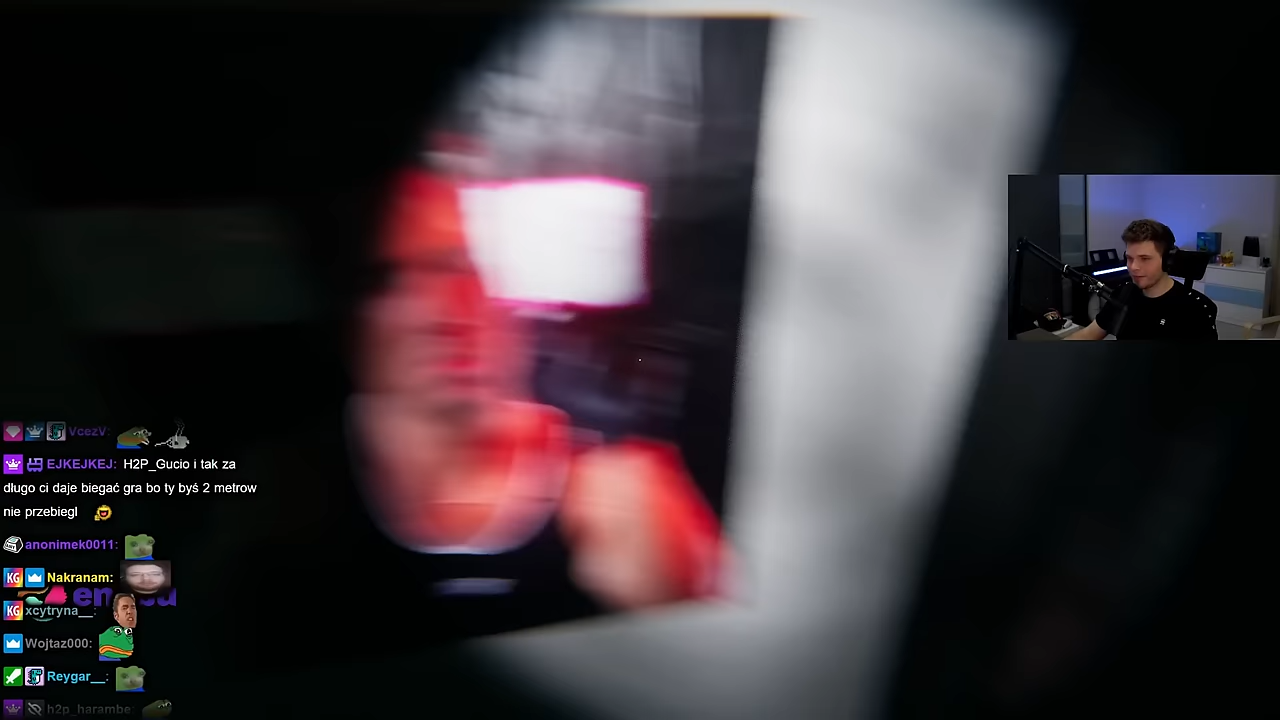 VcezV:
EJKEJKEJ: H2P_Gucio i tak za
długo ci daje biegać gra bo ty byś 2 metrow
nie przebiegl
anonimek0011:
Nakranam:
xcytryna__:
Wojtaz000:
Reygar__:
h2p_harambe: